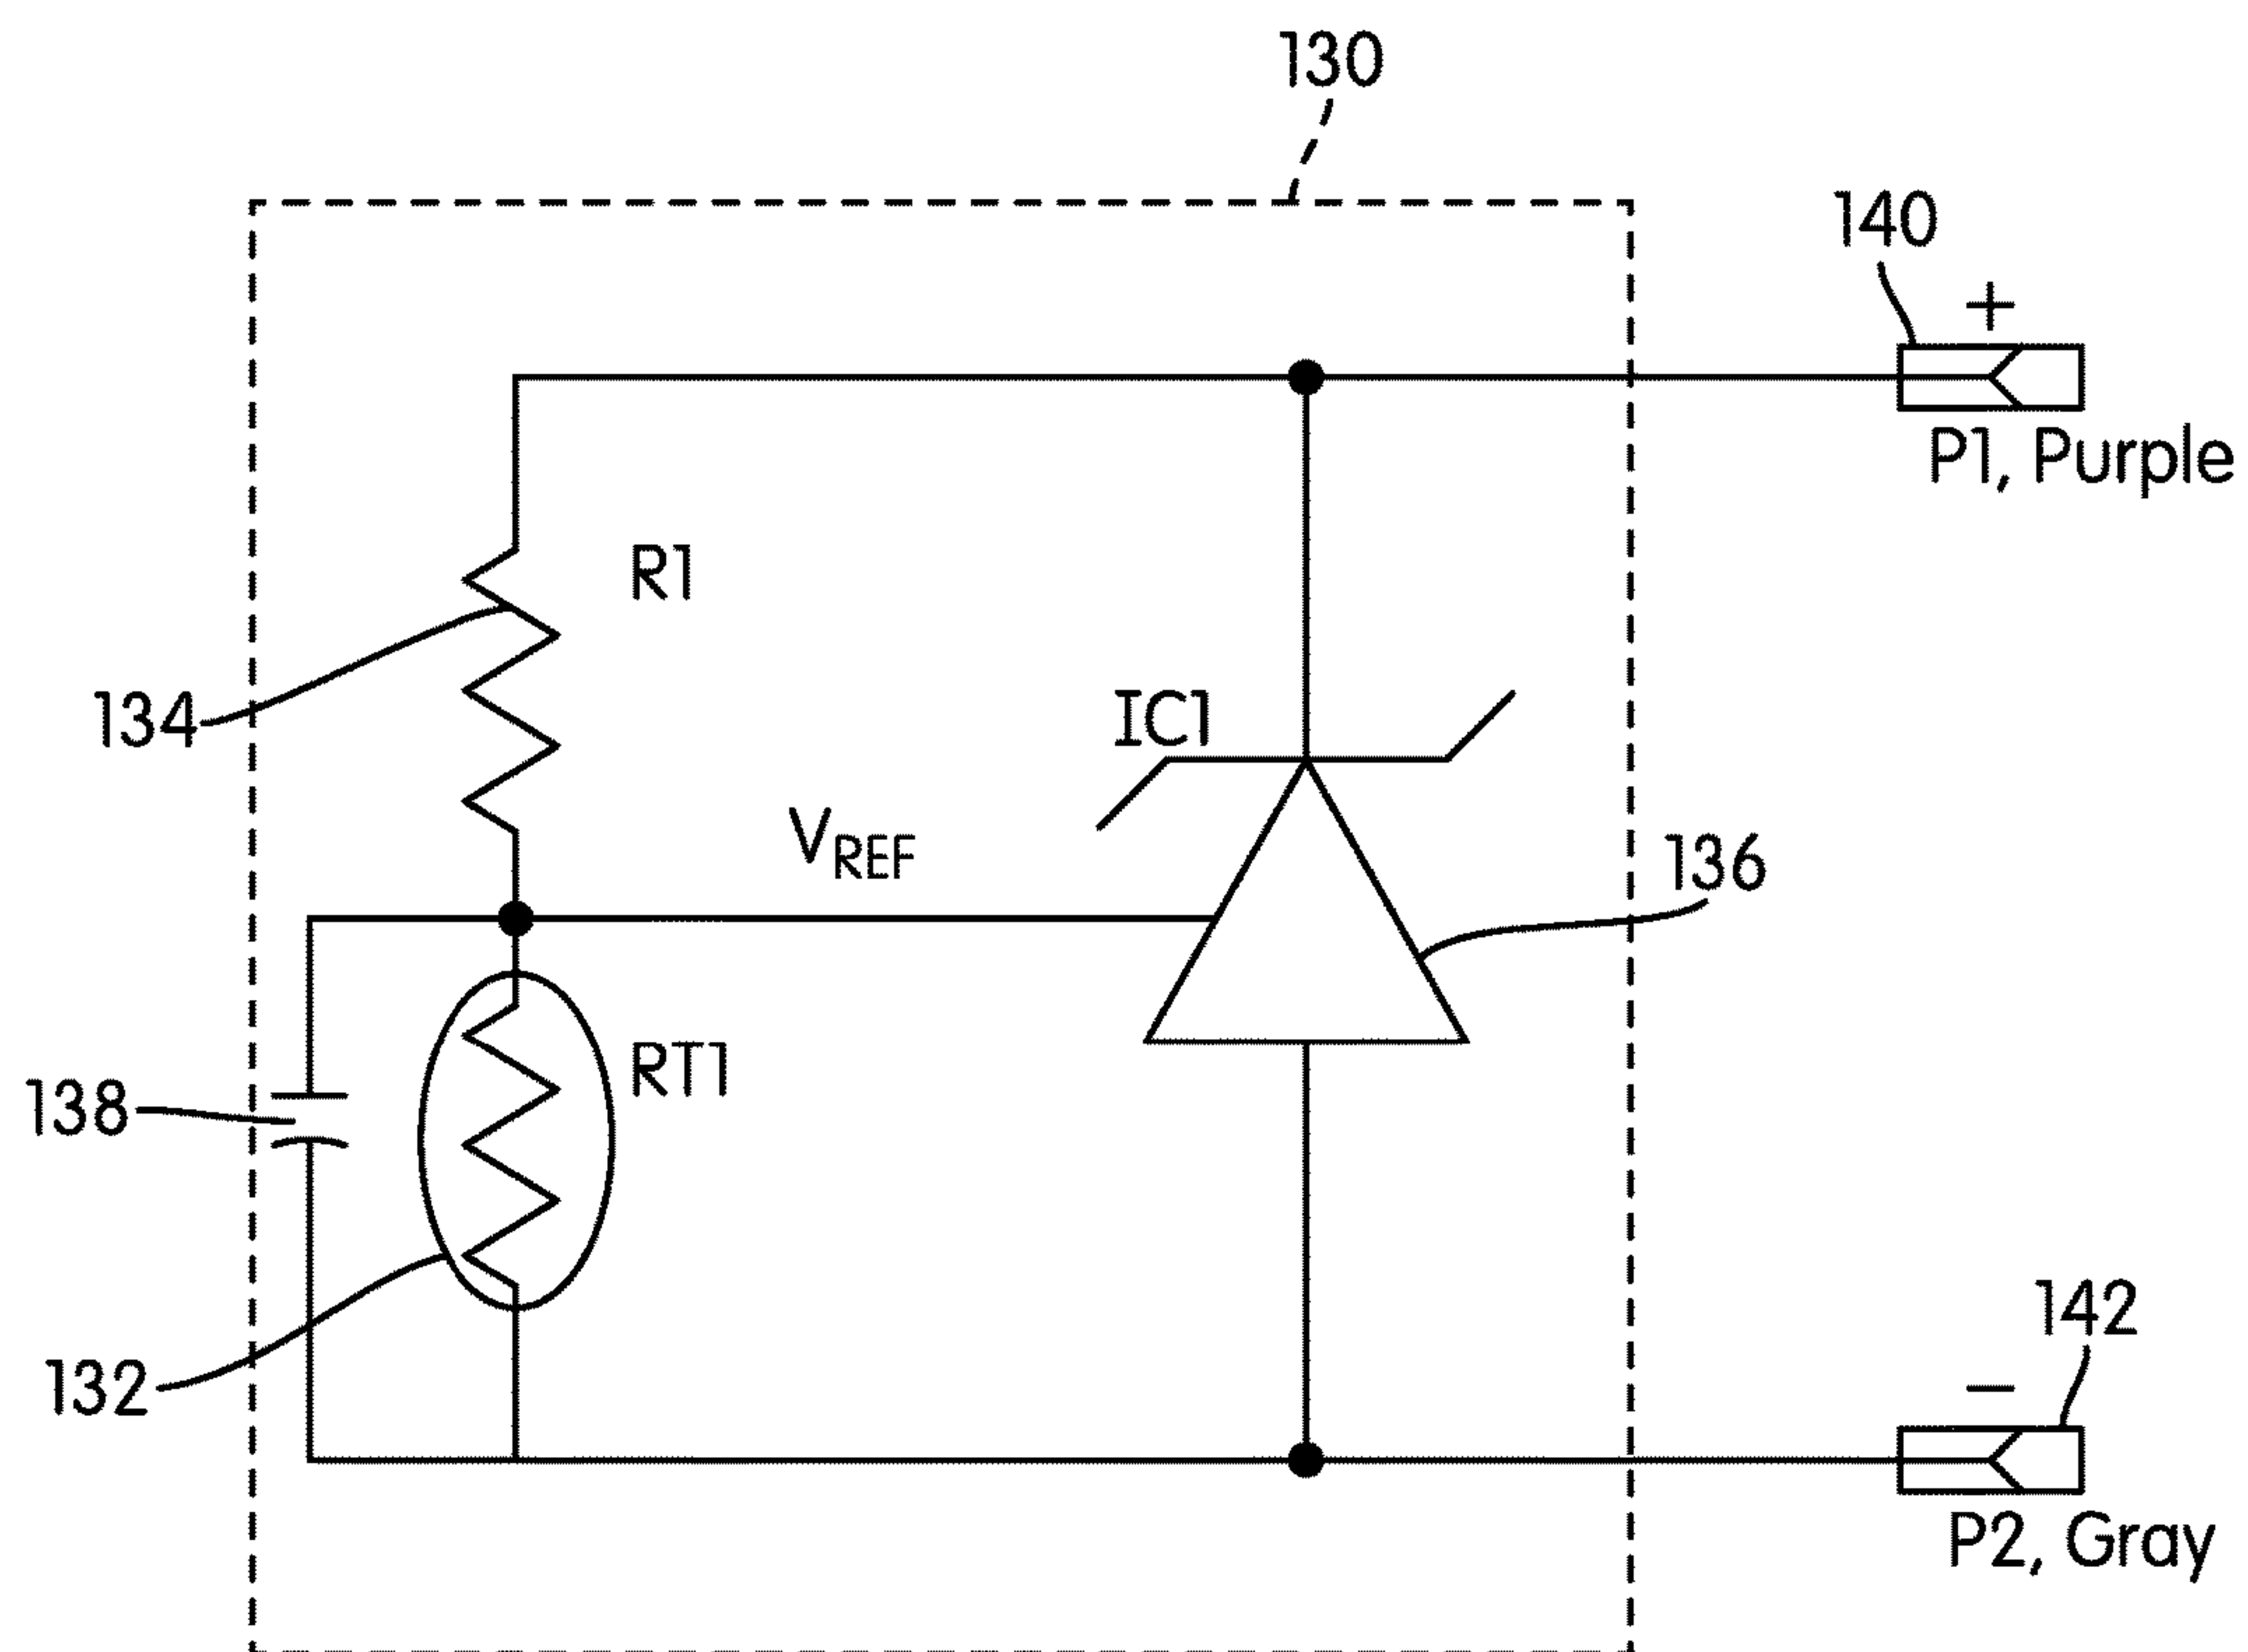 130
140
+
P1, Purple
R1
134
IC1
VREF
136
RT1
138
132
142
−
P2, Gray